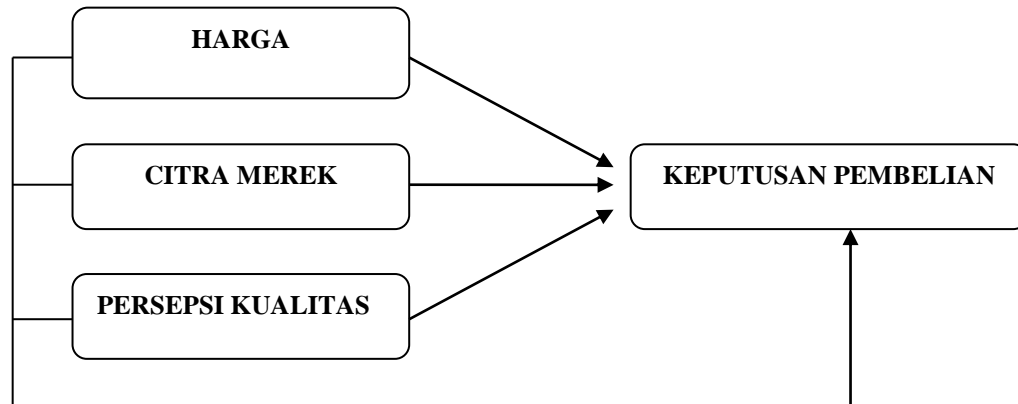 HARGA
CITRA MEREK
KEPUTUSAN PEMBELIAN
PERSEPSI KUALITAS